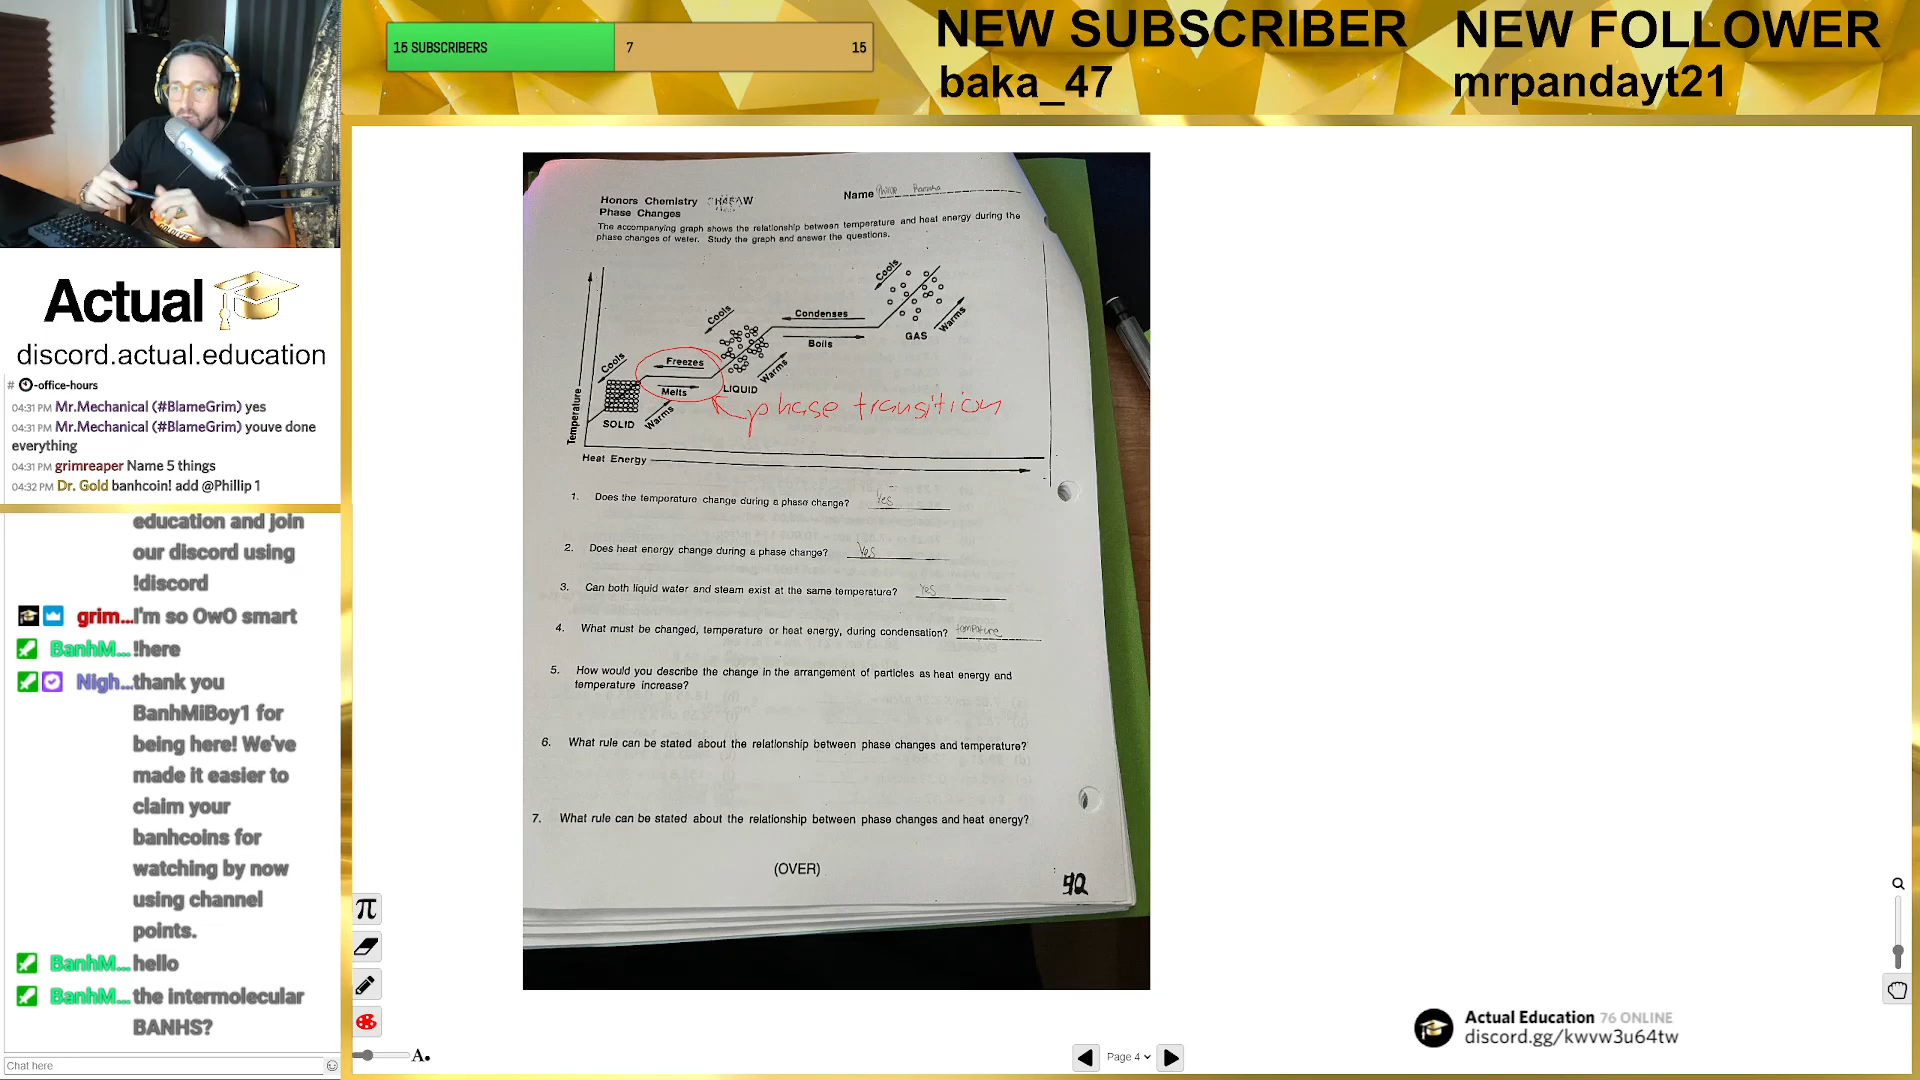 15 SUBSCRIBERS 7 15
NEW SUBSCRIBER
baka_47
NEW FOLLOWER
mrpandayt21
Actual
discord.actual.education
# -office-hours
04:31 PM Mr.Mechanical (#BlameGrim) yes
04:31 PM Mr.Mechanical (#BlameGrim) youve done
everything
04:31 PM grimreaper Name 5 things
04:32 PM Dr. Gold banhcoin! add @Phillip 1
education and join
our discord using
!discord
grim...I'm so OwO smart
BanhM... !here
Nigh...thank you
BanhMiBoy1 for
being here! We've
made it easier to
claim your
banhcoins for
watching by now
using channel
points.
BanhM... hello
BanhM... the intermolecular
BANHS?
Chat here
Honors Chemistry
Phase Changes
Name
The accompanying graph shows the relationship between temperature and heat energy during the
phase changes of water. Study the graph and answer the questions.
Cools
Condenses
Cools
Warms
GAS
Boils
Cools
Freezes
Warms
LIQUID
Melts
phase transition
Warms
SOLID
Temperature
Heat Energy
1. Does the temperature change during a phase change? Yes
2. Does heat energy change during a phase change? Yes
3. Can both liquid water and steam exist at the same temperature? Yes
4. What must be changed, temperature or heat energy, during condensation?
5. How would you describe the change in the arrangement of particles as heat energy and
temperature increase?
6. What rule can be stated about the relationship between phase changes and temperature?
7. What rule can be stated about the relationship between phase changes and heat energy?
(OVER)
92
π
A.
Page 4
Actual Education 76 ONLINE
discord.gg/kwvw3u64tw